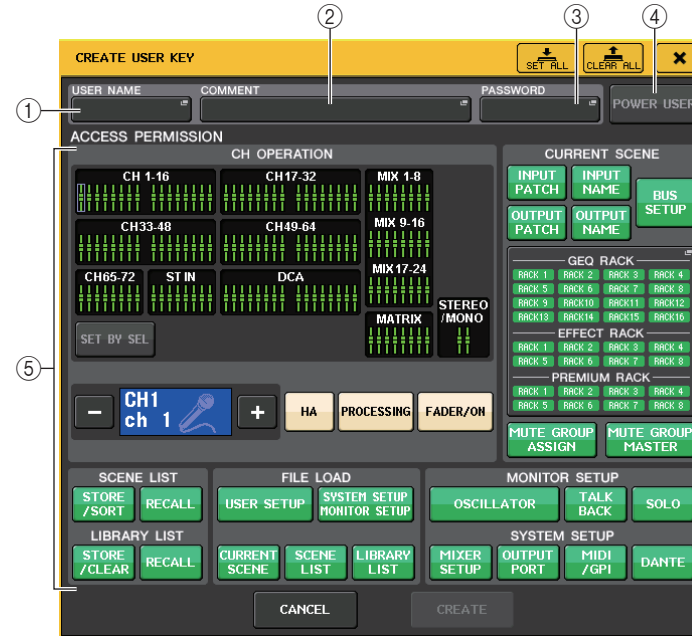 ① ② ③ ④ ⑤
CREATE USER KEY
SET ALL
CLEAR ALL
USER NAME
COMMENT
PASSWORD
POWER USER
ACCESS PERMISSION
CH OPERATION
CH 1-16
CH17-32
MIX 1-8
CH33-48
CH49-64
MIX 9-16
CH65-72
ST IN
DCA
MIX17-24
STEREO
/MONO
MATRIX
SET BY SEL
CH1
ch 1
−
+
HA
PROCESSING
FADER/ON
CURRENT SCENE
INPUT
PATCH
INPUT
NAME
BUS
SETUP
OUTPUT
PATCH
OUTPUT
NAME
GEQ RACK
RACK 1 RACK 2 RACK 3 RACK 4
RACK 5 RACK 6 RACK 7 RACK 8
RACK 9 RACK10 RACK11 RACK12
RACK13 RACK14 RACK15 RACK16
EFFECT RACK
RACK 1 RACK 2 RACK 3 RACK 4
RACK 5 RACK 6 RACK 7 RACK 8
PREMIUM RACK
RACK 1 RACK 2 RACK 3 RACK 4
RACK 5 RACK 6 RACK 7 RACK 8
MUTE GROUP
ASSIGN
MUTE GROUP
MASTER
SCENE LIST
STORE
/SORT
RECALL
LIBRARY LIST
STORE
/CLEAR
RECALL
FILE LOAD
USER SETUP
SYSTEM SETUP
MONITOR SETUP
CURRENT
SCENE
SCENE
LIST
LIBRARY
LIST
MONITOR SETUP
OSCILLATOR
TALK
BACK
SOLO
SYSTEM SETUP
MIXER
SETUP
OUTPUT
PORT
MIDI
/GPI
DANTE
CANCEL
CREATE